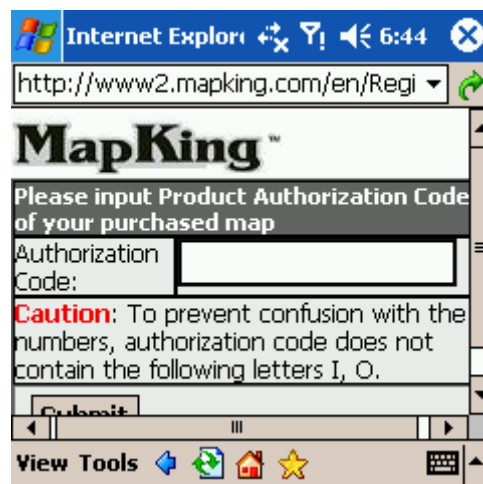 Internet Explor 6:44
http://www2.mapking.com/en/Regi
MapKing ™
Please input Product Authorization Code
of your purchased map
Authorization
Code:
Caution: To prevent confusion with the
numbers, authorization code does not
contain the following letters I, O.
Submit
View Tools